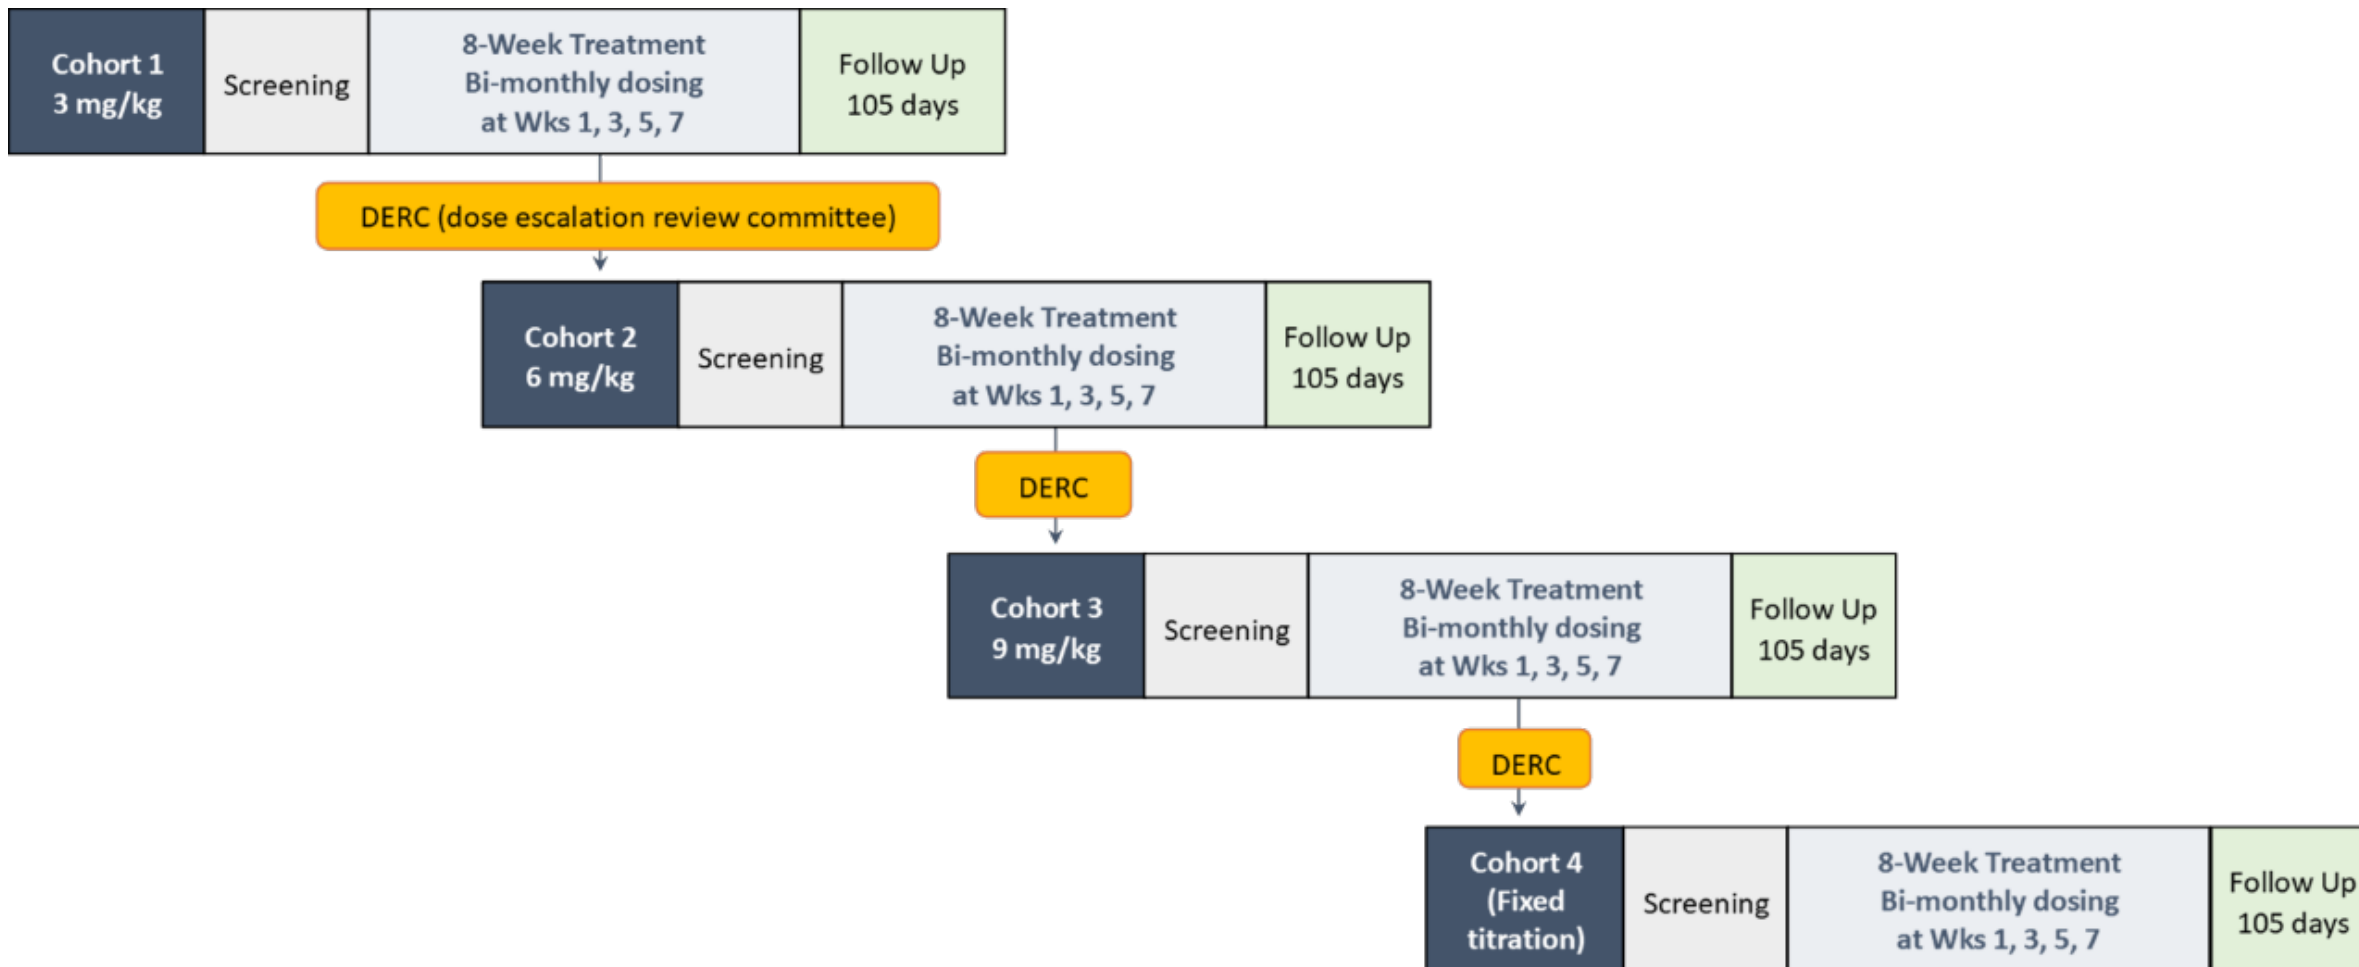 Cohort 1
3 mg/kg
Screening
8-Week Treatment
Bi-monthly dosing
at Wks 1, 3, 5, 7
Follow Up
105 days
DERC (dose escalation review committee)
Cohort 2
6 mg/kg
Screening
8-Week Treatment
Bi-monthly dosing
at Wks 1, 3, 5, 7
Follow Up
105 days
DERC
Cohort 3
9 mg/kg
Screening
8-Week Treatment
Bi-monthly dosing
at Wks 1, 3, 5, 7
Follow Up
105 days
DERC
Cohort 4
(Fixed
titration)
Screening
8-Week Treatment
Bi-monthly dosing
at Wks 1, 3, 5, 7
Follow Up
105 days